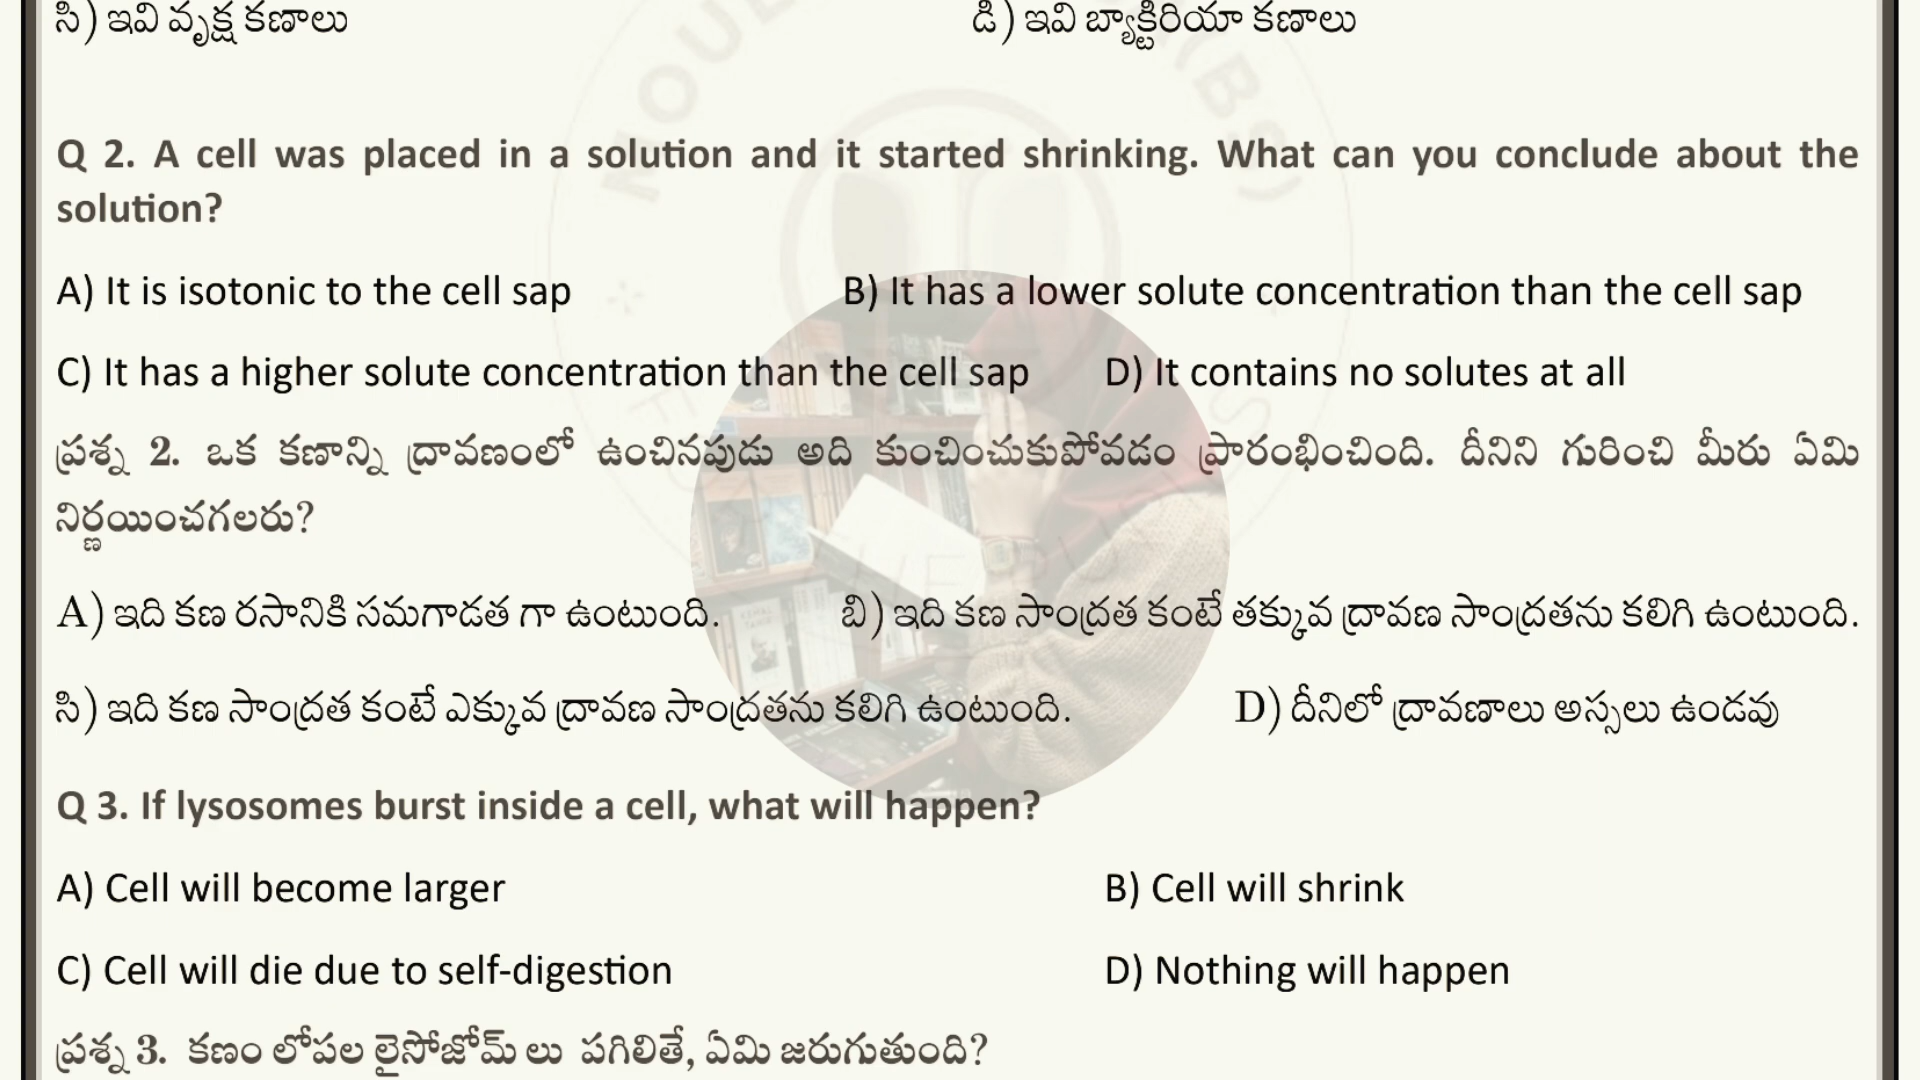 సి) ఇవి వృక్ష కణాలు డి) ఇవి బ్యాక్టీరియా కణాలు
Q 2. A cell was placed in a solution and it started shrinking. What can you conclude about the
solution?
A) It is isotonic to the cell sap B) It has a lower solute concentration than the cell sap
C) It has a higher solute concentration than the cell sap D) It contains no solutes at all
ప్రశ్న 2. ఒక కణాన్ని ద్రావణంలో ఉంచినపుడు అది కుంచించుకుపోవడం ప్రారంభించింది. దీనిని గురించి మీరు ఏమి
నిర్ణయించగలరు?
A) ఇది కణ రసానికి సమగాడత గా ఉంటుంది. బి) ఇది కణ సాంద్రత కంటే తక్కువ ద్రావణ సాంద్రతను కలిగి ఉంటుంది.
సి) ఇది కణ సాంద్రత కంటే ఎక్కువ ద్రావణ సాంద్రతను కలిగి ఉంటుంది. D) దీనిలో ద్రావణాలు అస్సలు ఉండవు
Q 3. If lysosomes burst inside a cell, what will happen?
A) Cell will become larger B) Cell will shrink
C) Cell will die due to self-digestion D) Nothing will happen
ప్రశ్న 3. కణం లోపల లైసోజోమ్ లు పగిలితే, ఏమి జరుగుతుంది?